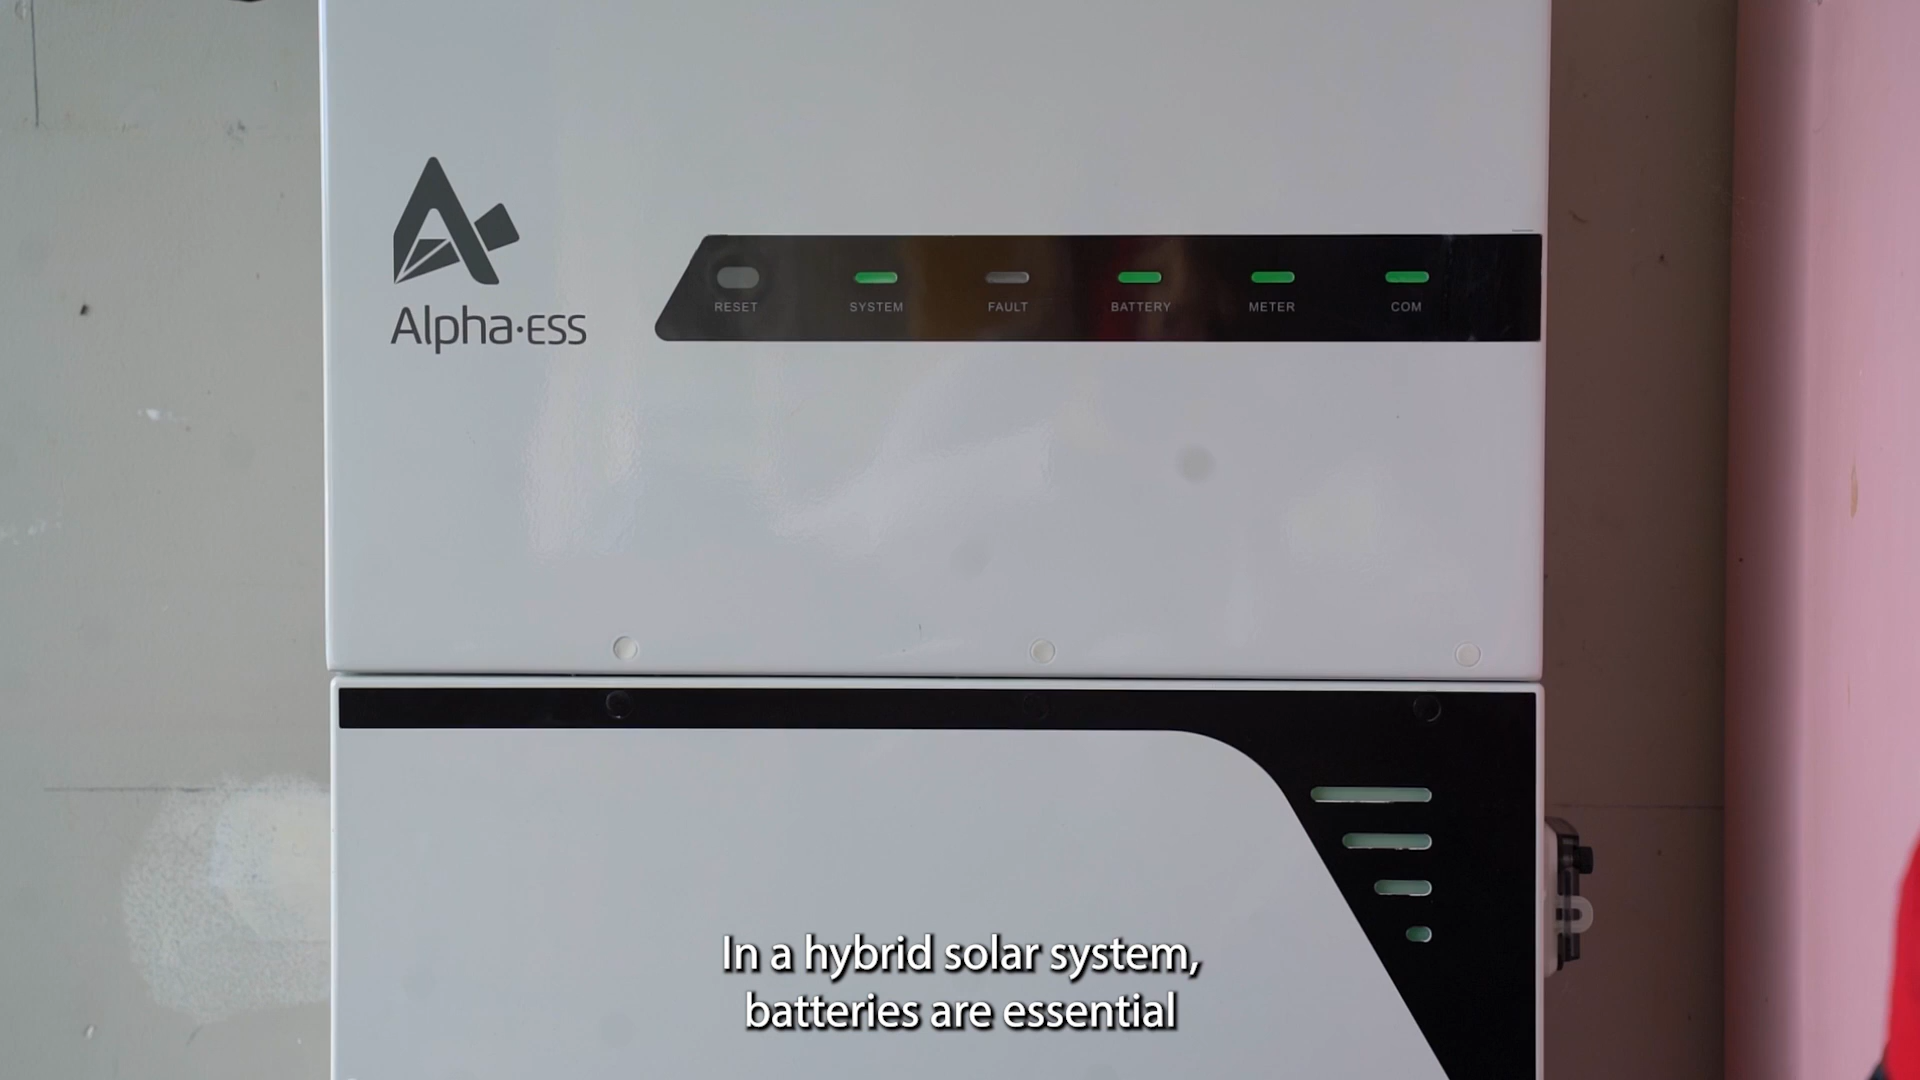 Alpha·ESS
RESET SYSTEM FAULT BATTERY METER COM
In a hybrid solar system,
batteries are essential